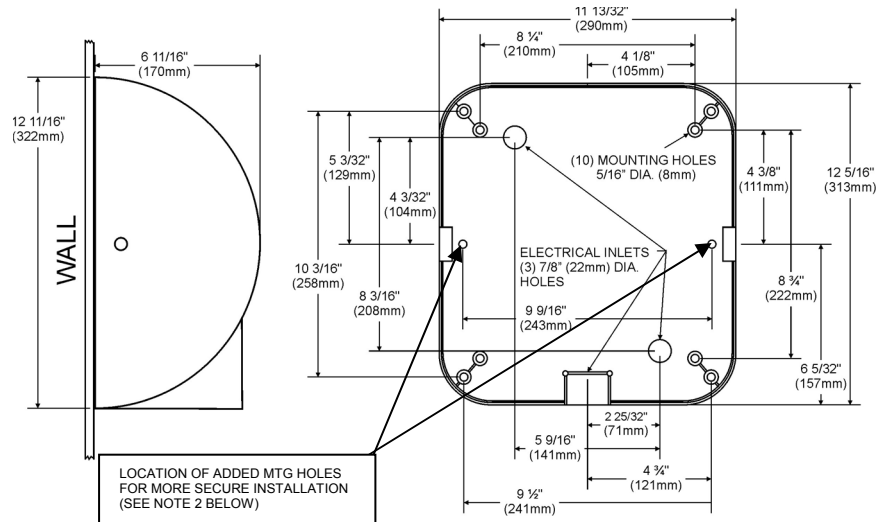 11 13/32"
(290mm)
8 ¼"
(210mm)
4 1/8"
(105mm)
6 11/16"
(170mm)
12 11/16"
(322mm)
WALL
5 3/32"
(129mm)
4 3/32"
(104mm)
(10) MOUNTING HOLES
5/16" DIA. (8mm)
4 3/8"
(111mm)
12 5/16"
(313mm)
10 3/16"
(258mm)
8 3/16"
(208mm)
ELECTRICAL INLETS
(3) 7/8" (22mm) DIA.
HOLES
9 9/16"
(243mm)
8 ¾"
(222mm)
6 5/32"
(157mm)
2 25/32"
(71mm)
5 9/16"
(141mm)
4 ¾"
(121mm)
9 ½"
(241mm)
LOCATION OF ADDED MTG HOLES
FOR MORE SECURE INSTALLATION
(SEE NOTE 2 BELOW)